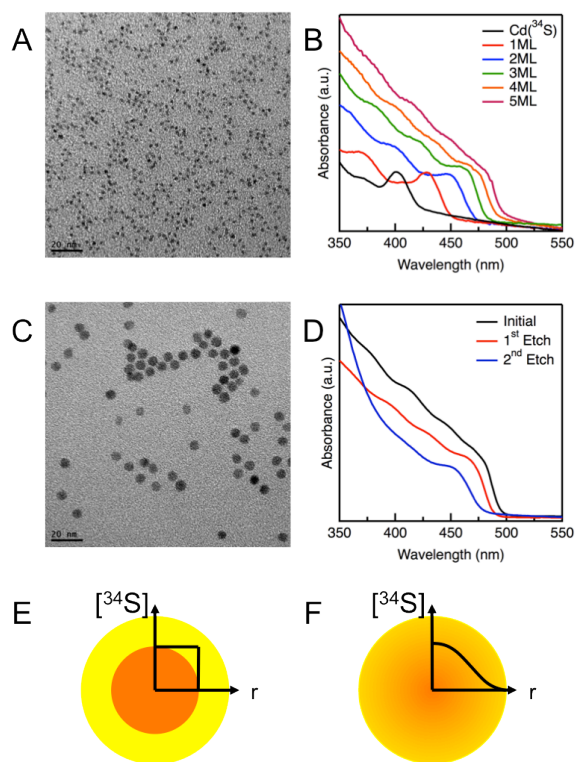 A
20 nm
B
Absorbance (a.u.)
Cd(³⁴S)
1ML
2ML
3ML
4ML
5ML
350 400 450 500 550
Wavelength (nm)
C
20 nm
D
Absorbance (a.u.)
Initial
1ˢᵗ Etch
2ⁿᵈ Etch
350 400 450 500 550
Wavelength (nm)
E
[³⁴S]
r
F
[³⁴S]
r